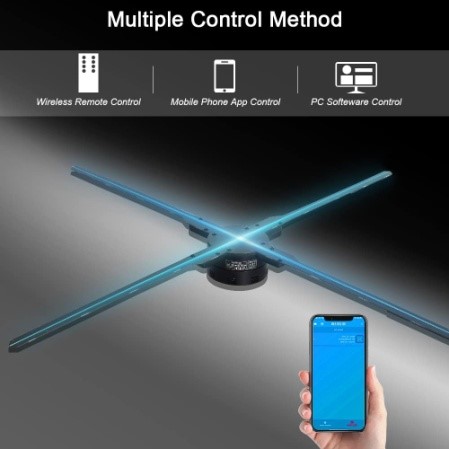 Multiple Control Method
Wireless Remote Control
Mobile Phone App Control
PC Softeware Control